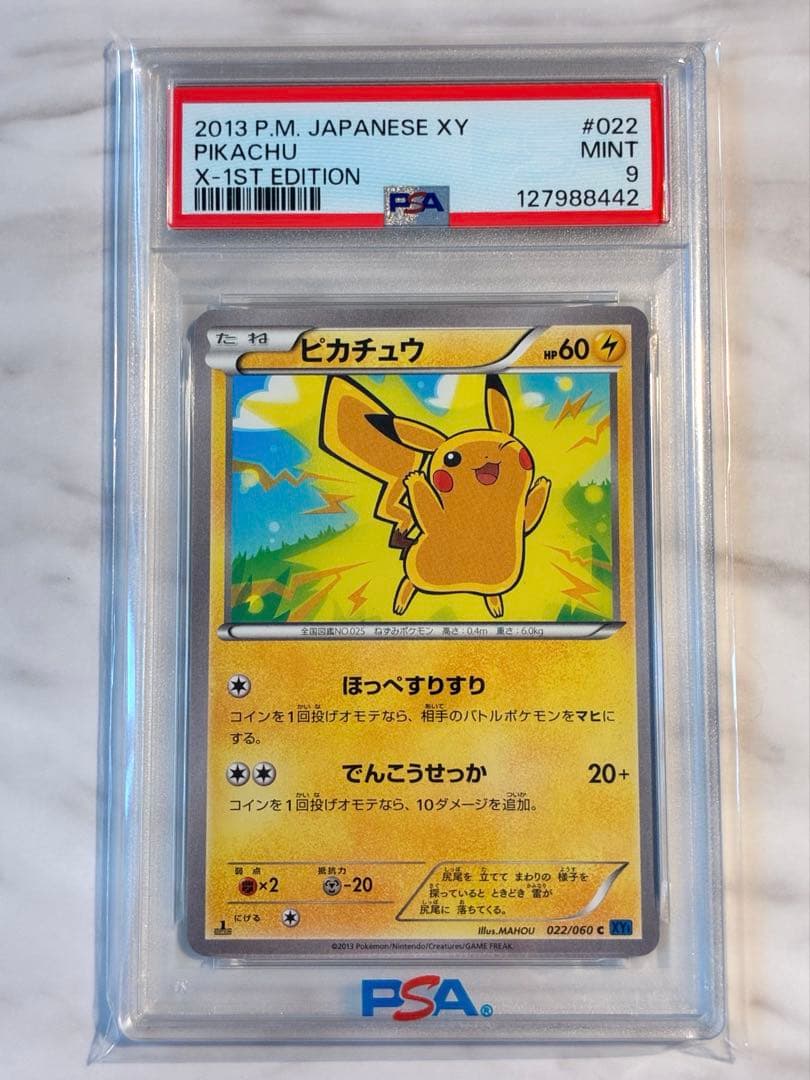 2013 P.M. JAPANESE XY #022
PIKACHU MINT
X-1ST EDITION 9
PSA 127988442
たね ピカチュウ HP60
全国図鑑NO.025 ねずみポケモン 高さ:0.4m 重さ:6.0kg
ほっぺすりすり
コインを1回投げオモテなら、相手のバトルポケモンをマヒに
する。
でんこうせっか 20+
コインを1回投げオモテなら、10ダメージを追加。
弱点 抵抗力
×2 -20
にげる
尻尾を 立てて まわりの 様子を
探っていると ときどき 雷が
尻尾に 落ちてくる。
illus.MAHOU 022/060 C
©2013 Pokémon/Nintendo/Creatures/GAME FREAK.
PSA®